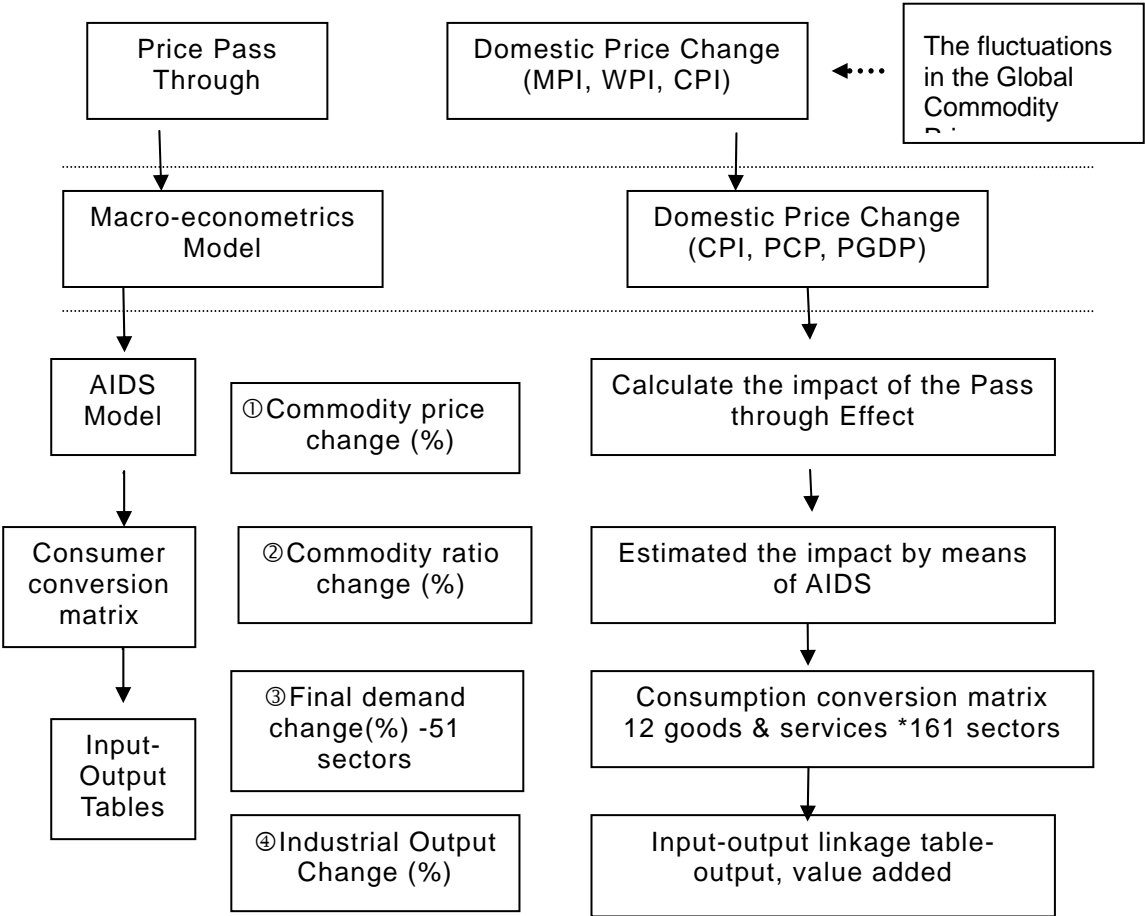 Price Pass
Through
Domestic Price Change
(MPI, WPI, CPI)
The fluctuations
in the Global
Commodity
Macro-econometrics
Model
Domestic Price Change
(CPI, PCP, PGDP)
AIDS
Model
①Commodity price
change (%)
Calculate the impact of the Pass
through Effect
Consumer
conversion
matrix
②Commodity ratio
change (%)
Estimated the impact by means
of AIDS
Input-
Output
Tables
③Final demand
change(%) -51
sectors
Consumption conversion matrix
12 goods & services *161 sectors
④Industrial Output
Change (%)
Input-output linkage table-
output, value added